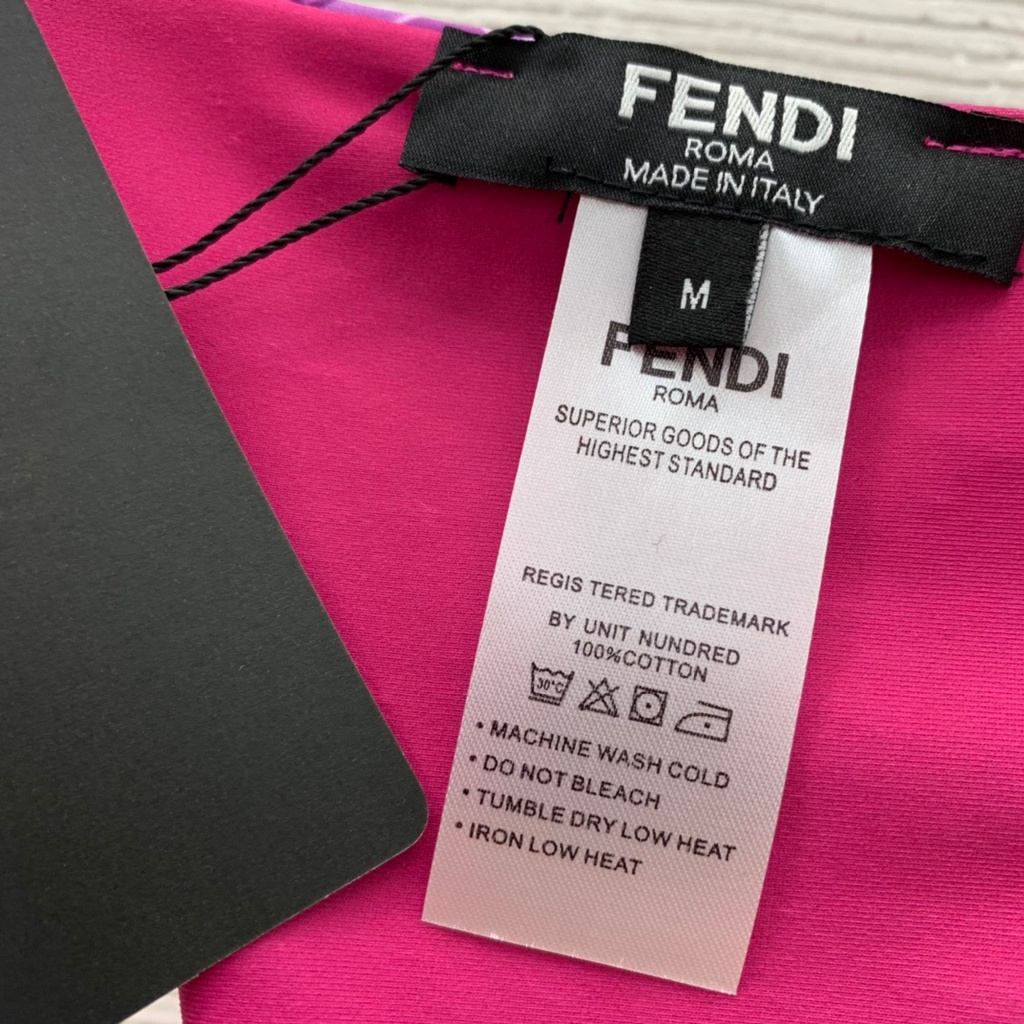 FENDI
ROMA
MADE IN ITALY
M
FENDI
ROMA
SUPERIOR GOODS OF THE
HIGHEST STANDARD
REGIS TERED TRADEMARK
BY UNIT NUNDRED
100%COTTON
30°C
• MACHINE WASH COLD
• DO NOT BLEACH
• TUMBLE DRY LOW HEAT
• IRON LOW HEAT